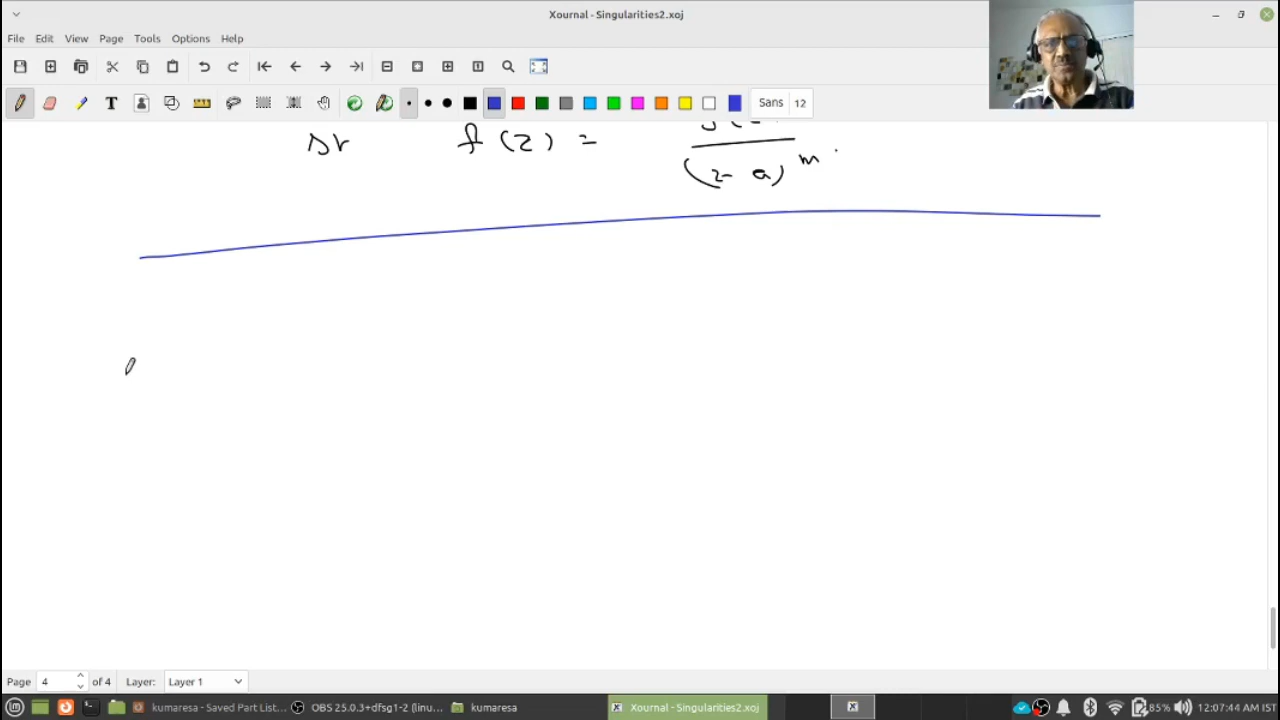 Xournal - Singularities2.xoj
File Edit View Page Tools Options Help
Sans 12
st f(z) =
(z - a)^m .
Page 4 of 4 Layer: Layer 1
kumaresa - Saved Part List... OBS 25.0.3+dfsg1-2 (linu... kumaresa Xournal - Singularities2.xoj 85% 12:07:44 AM IST